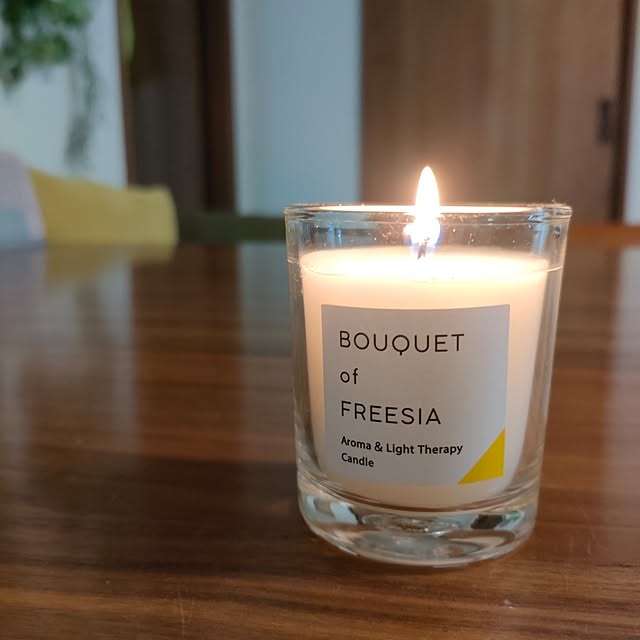 BOUQUET
of
FREESIA
Aroma & Light Therapy
Candle